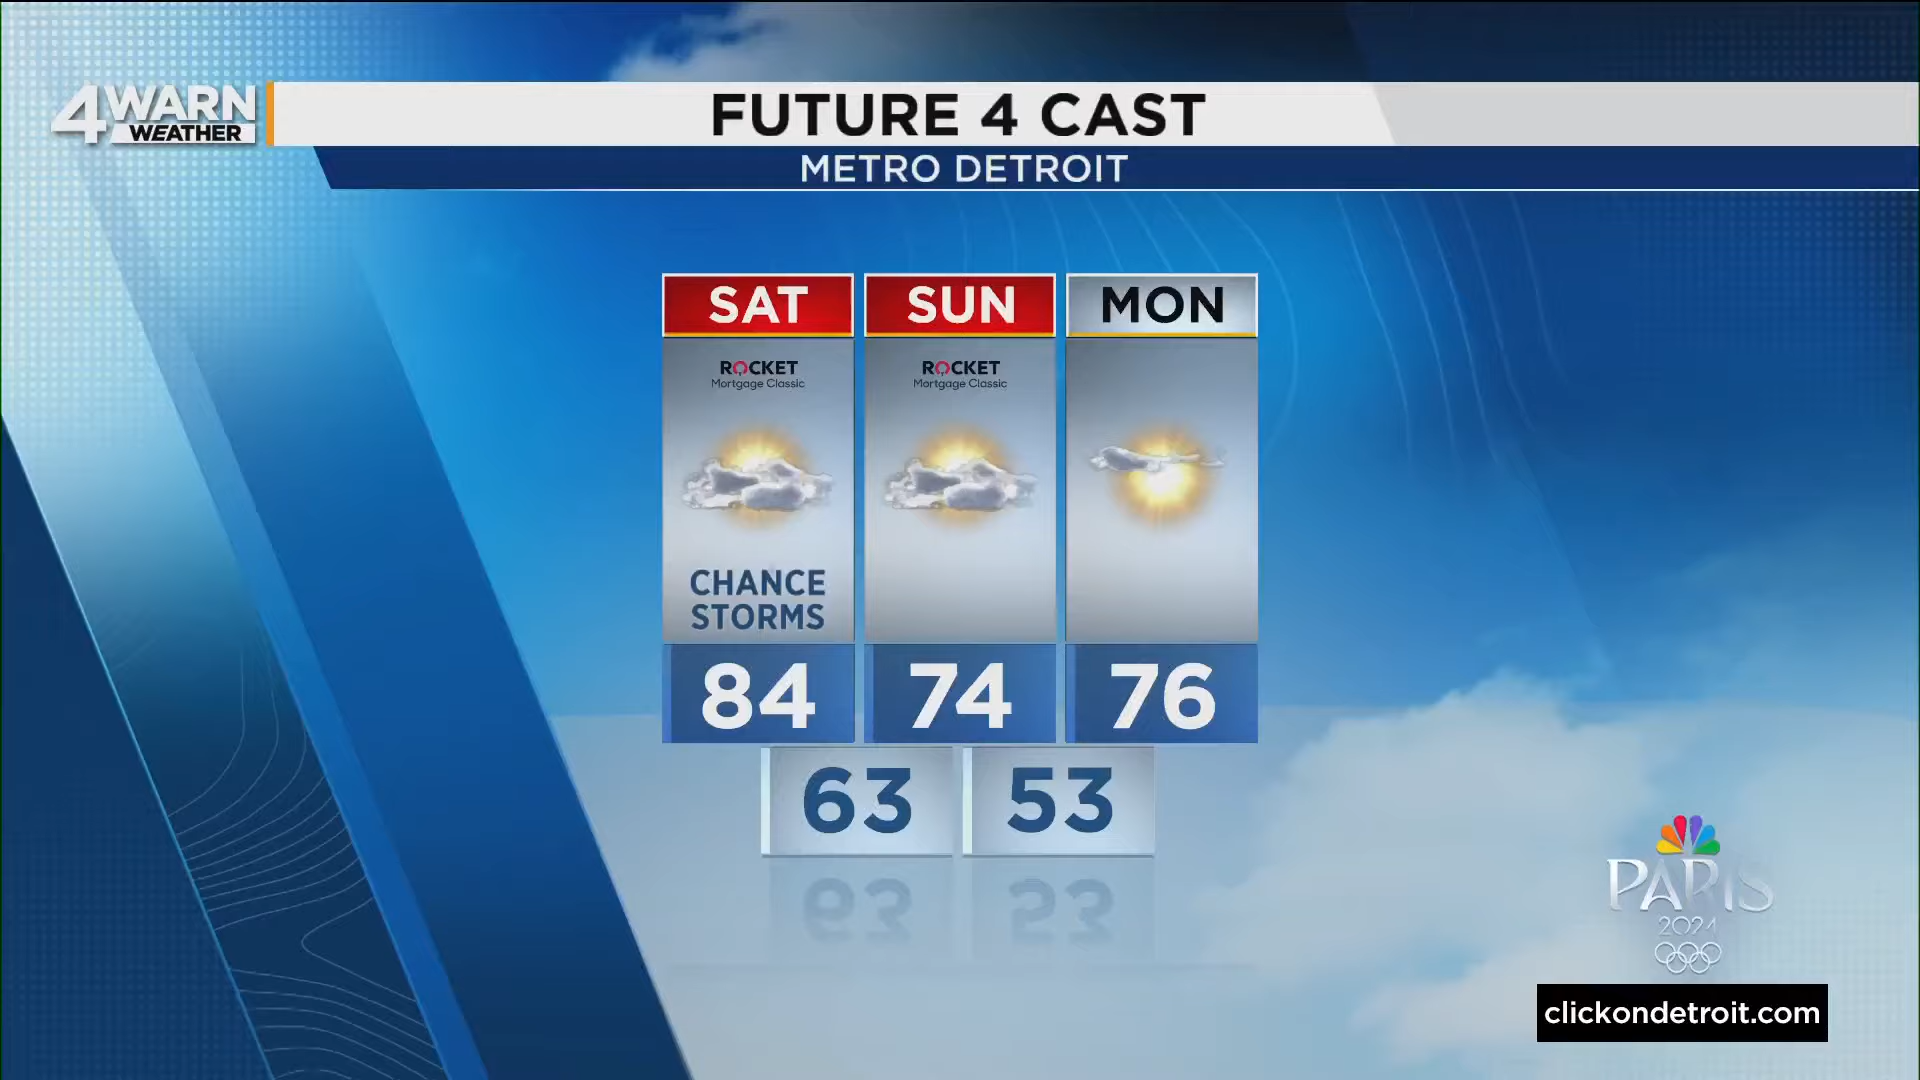 4WARN
WEATHER
FUTURE 4 CAST
METRO DETROIT
SAT
SUN
MON
ROCKET
Mortgage Classic
ROCKET
Mortgage Classic
CHANCE
STORMS
84
74
76
63
53
PARIS
2024
clickondetroit.com